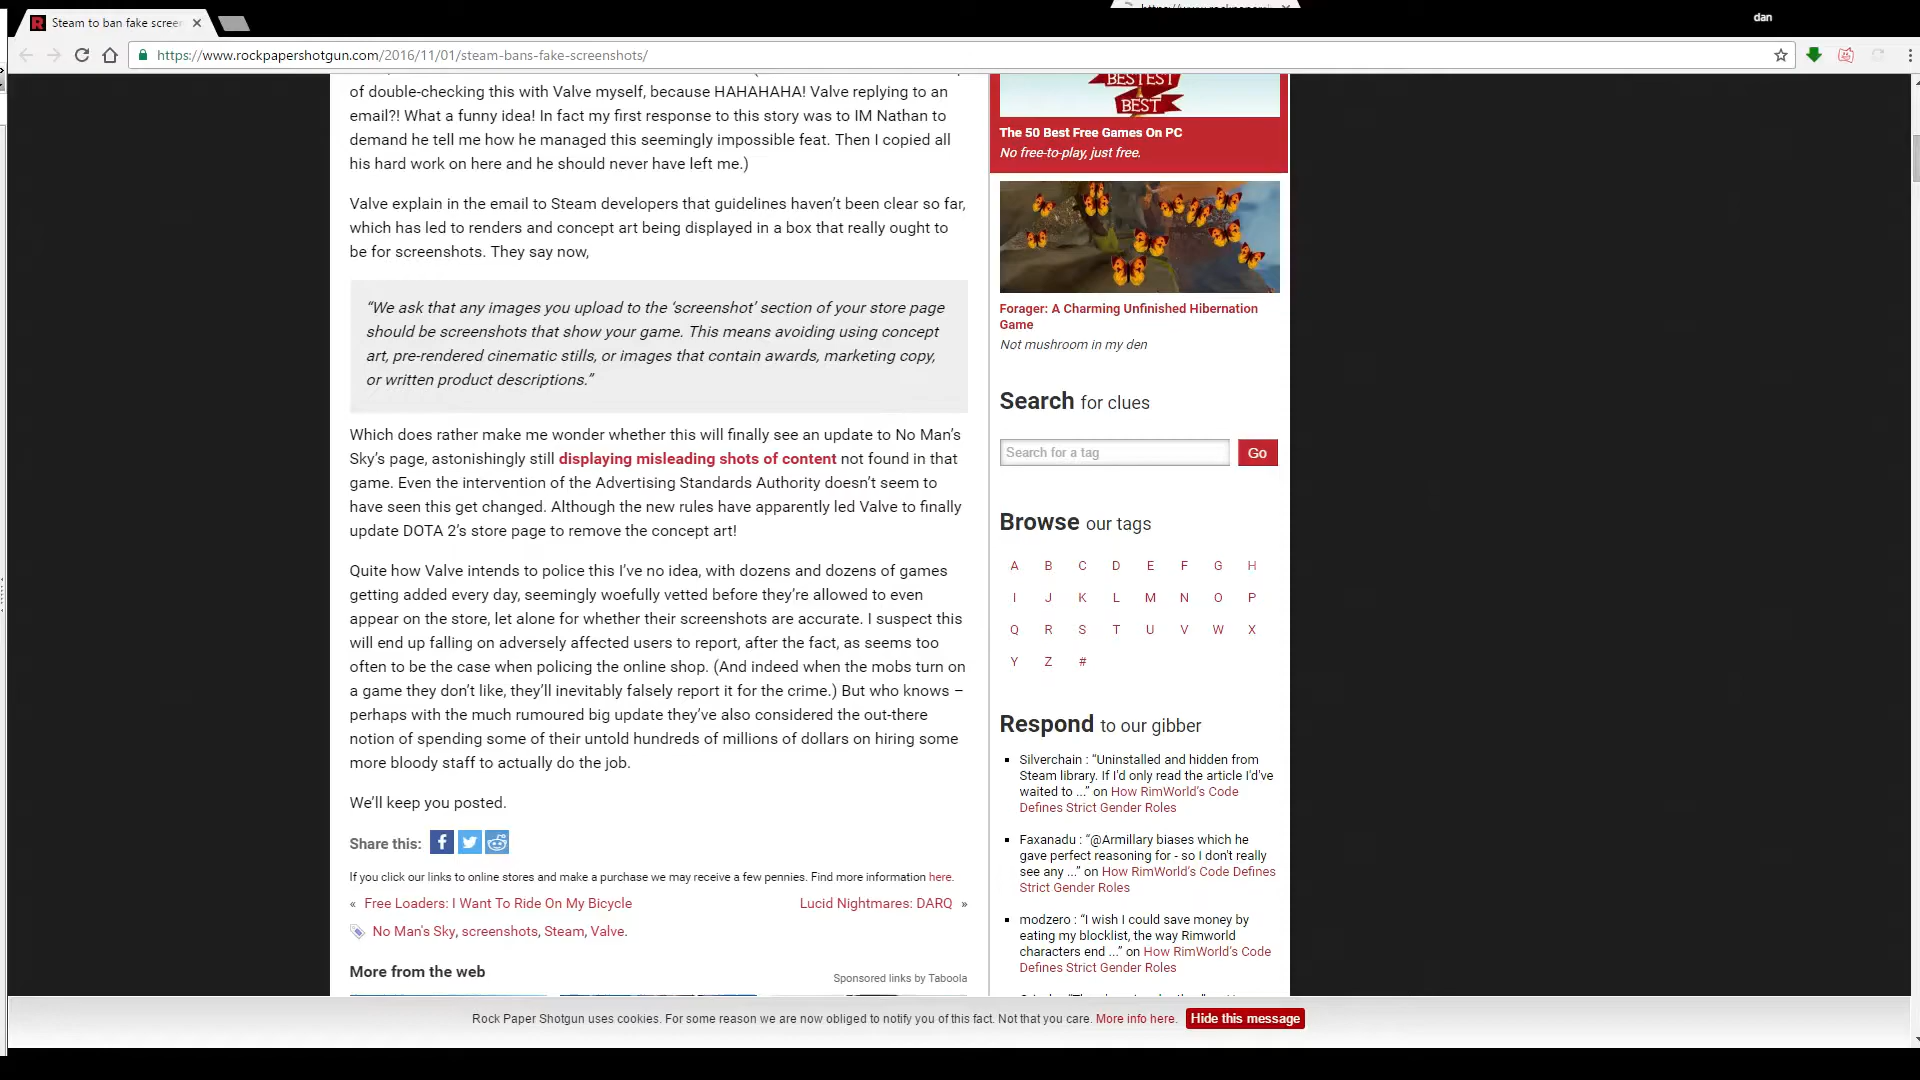 https://www.rockpapersh
Steam to ban fake screen
dan
https://www.rockpapershotgun.com/2016/11/01/steam-bans-fake-screenshots/
of double-checking this with Valve myself, because HAHAHAHA! Valve replying to an
email?! What a funny idea! In fact my first response to this story was to IM Nathan to
demand he tell me how he managed this seemingly impossible feat. Then I copied all
his hard work on here and he should never have left me.)
Valve explain in the email to Steam developers that guidelines haven’t been clear so far,
which has led to renders and concept art being displayed in a box that really ought to
be for screenshots. They say now,
“We ask that any images you upload to the ‘screenshot’ section of your store page
should be screenshots that show your game. This means avoiding using concept
art, pre-rendered cinematic stills, or images that contain awards, marketing copy,
or written product descriptions.”
Which does rather make me wonder whether this will finally see an update to No Man’s
Sky’s page, astonishingly still displaying misleading shots of content not found in that
game. Even the intervention of the Advertising Standards Authority doesn’t seem to
have seen this get changed. Although the new rules have apparently led Valve to finally
update DOTA 2’s store page to remove the concept art!
Quite how Valve intends to police this I’ve no idea, with dozens and dozens of games
getting added every day, seemingly woefully vetted before they’re allowed to even
appear on the store, let alone for whether their screenshots are accurate. I suspect this
will end up falling on adversely affected users to report, after the fact, as seems too
often to be the case when policing the online shop. (And indeed when the mobs turn on
a game they don’t like, they’ll inevitably falsely report it for the crime.) But who knows –
perhaps with the much rumoured big update they’ve also considered the out-there
notion of spending some of their untold hundreds of millions of dollars on hiring some
more bloody staff to actually do the job.
We’ll keep you posted.
Share this:
If you click our links to online stores and make a purchase we may receive a few pennies. Find more information here.
« Free Loaders: I Want To Ride On My Bicycle
Lucid Nightmares: DARQ »
No Man's Sky, screenshots, Steam, Valve.
More from the web
Sponsored links by Taboola
BESTEST
BEST
The 50 Best Free Games On PC
No free-to-play, just free.
Forager: A Charming Unfinished Hibernation
Game
Not mushroom in my den
Search for clues
Search for a tag
Go
Browse our tags
A B C D E F G H
I J K L M N O P
Q R S T U V W X
Y Z #
Respond to our gibber
Silverchain : “Uninstalled and hidden from
Steam library. If I'd only read the article I'd've
waited to ...” on How RimWorld’s Code
Defines Strict Gender Roles
Faxanadu : “@Armillary biases which he
gave perfect reasoning for - so I don't really
see any ...” on How RimWorld’s Code Defines
Strict Gender Roles
modzero : “I wish I could save money by
eating my blocklist, the way Rimworld
characters end ...” on How RimWorld’s Code
Defines Strict Gender Roles
Rock Paper Shotgun uses cookies. For some reason we are now obliged to notify you of this fact. Not that you care. More info here.
Hide this message